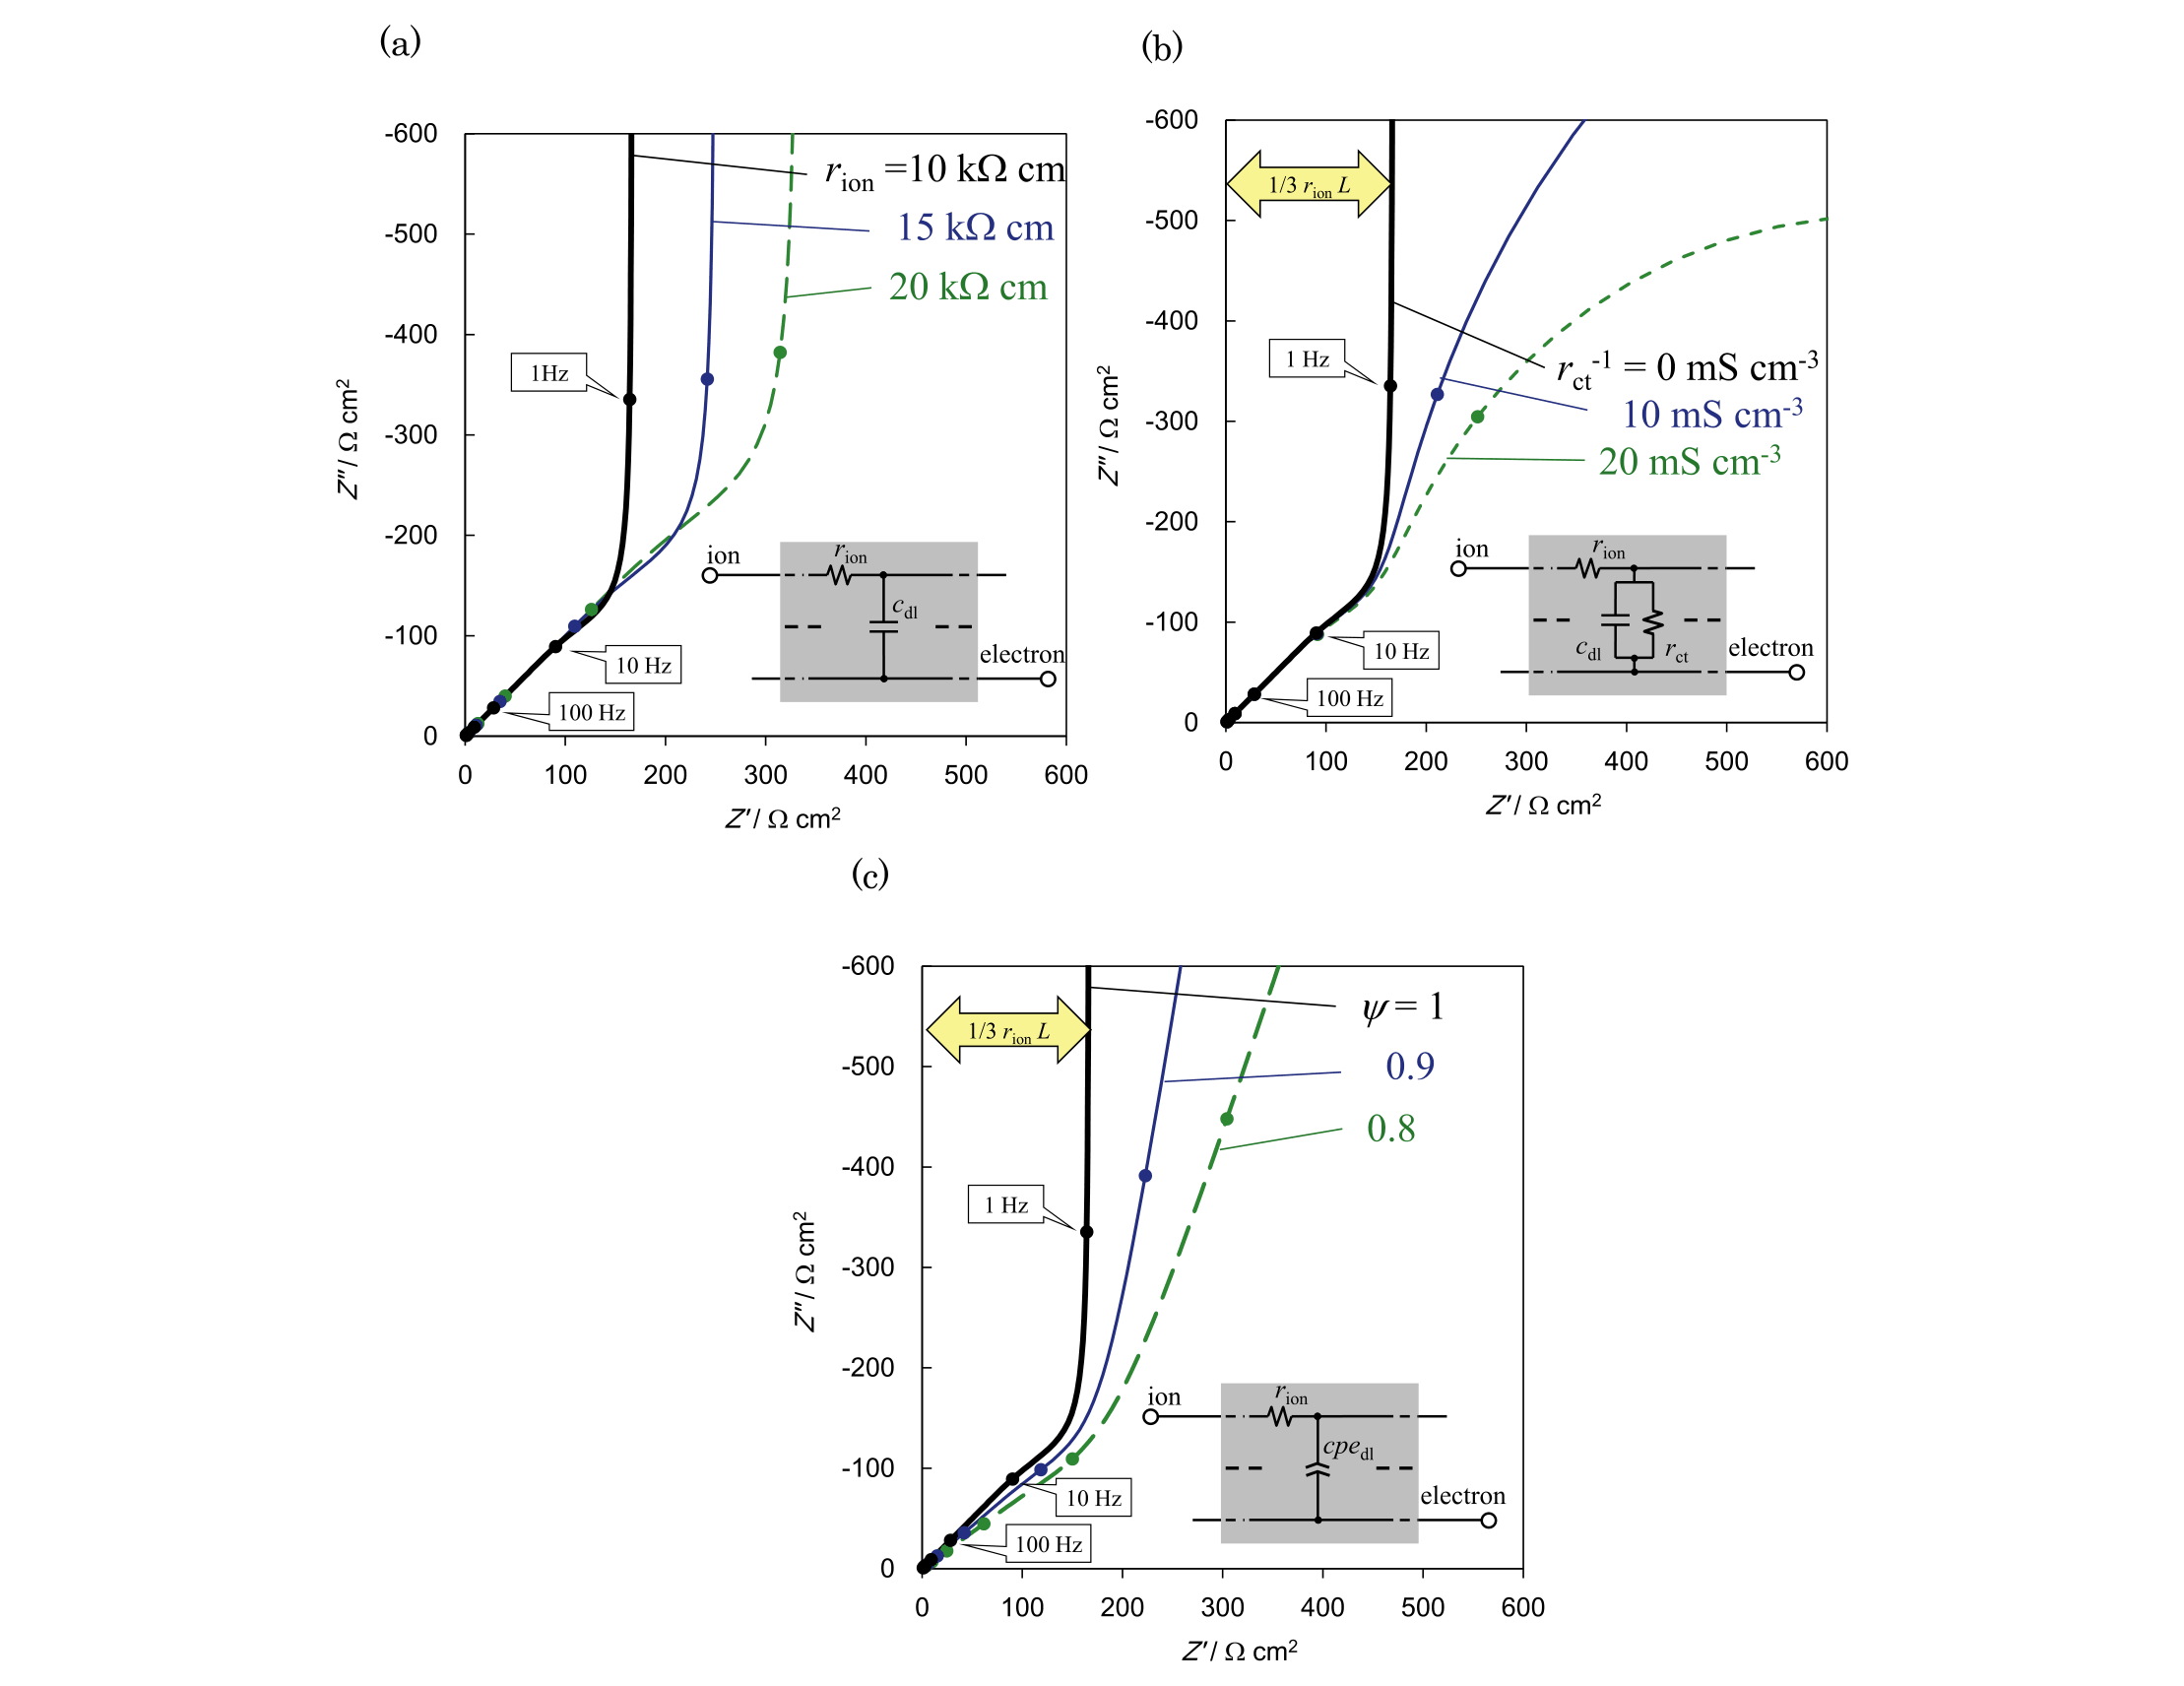 (a)
-600
-500
-400
-300
-200
-100
0
0 100 200 300 400 500 600
Z''/ Ω cm²
Z'/ Ω cm²
r_ion =10 kΩ cm
15 kΩ cm
20 kΩ cm
1Hz
10 Hz
100 Hz
ion
r_ion
c_dl
electron
(b)
-600
-500
-400
-300
-200
-100
0
0 100 200 300 400 500 600
Z''/ Ω cm²
Z'/ Ω cm²
1/3 r_ion L
r_ct⁻¹ = 0 mS cm⁻³
10 mS cm⁻³
20 mS cm⁻³
1 Hz
10 Hz
100 Hz
ion
r_ion
c_dl
r_ct
electron
(c)
-600
-500
-400
-300
-200
-100
0
0 100 200 300 400 500 600
Z''/ Ω cm²
Z'/ Ω cm²
1/3 r_ion L
ψ = 1
0.9
0.8
1 Hz
10 Hz
100 Hz
ion
r_ion
cpe_dl
electron